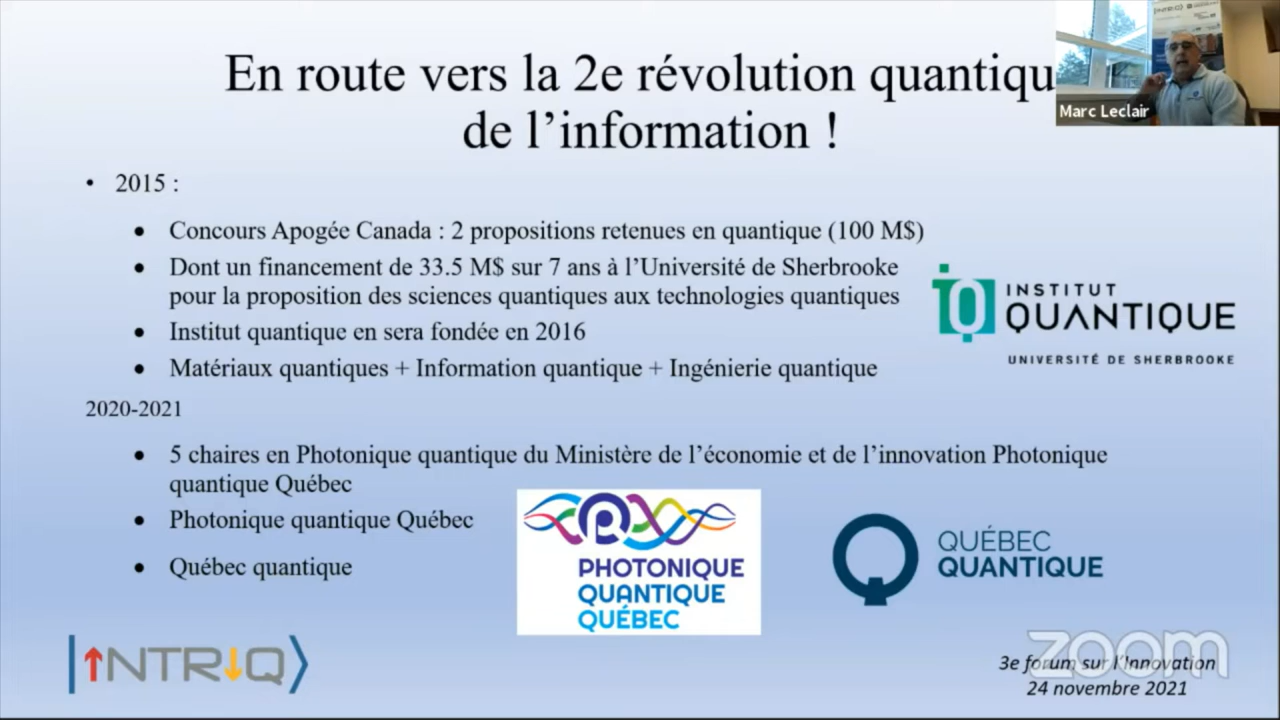 En route vers la 2e révolution quantiqu
de l’information !
Marc Leclair
• 2015 :
• Concours Apogée Canada : 2 propositions retenues en quantique (100 M$)
• Dont un financement de 33.5 M$ sur 7 ans à l’Université de Sherbrooke
pour la proposition des sciences quantiques aux technologies quantiques
• Institut quantique en sera fondée en 2016
• Matériaux quantiques + Information quantique + Ingénierie quantique
iQ INSTITUT
QUANTIQUE
UNIVERSITÉ DE SHERBROOKE
2020-2021
• 5 chaires en Photonique quantique du Ministère de l’économie et de l’innovation Photonique
quantique Québec
• Photonique quantique Québec
• Québec quantique
PHOTONIQUE
QUANTIQUE
QUÉBEC
QUÉBEC
QUANTIQUE
INTRIQ
zoom
3e forum sur l’Innovation
24 novembre 2021